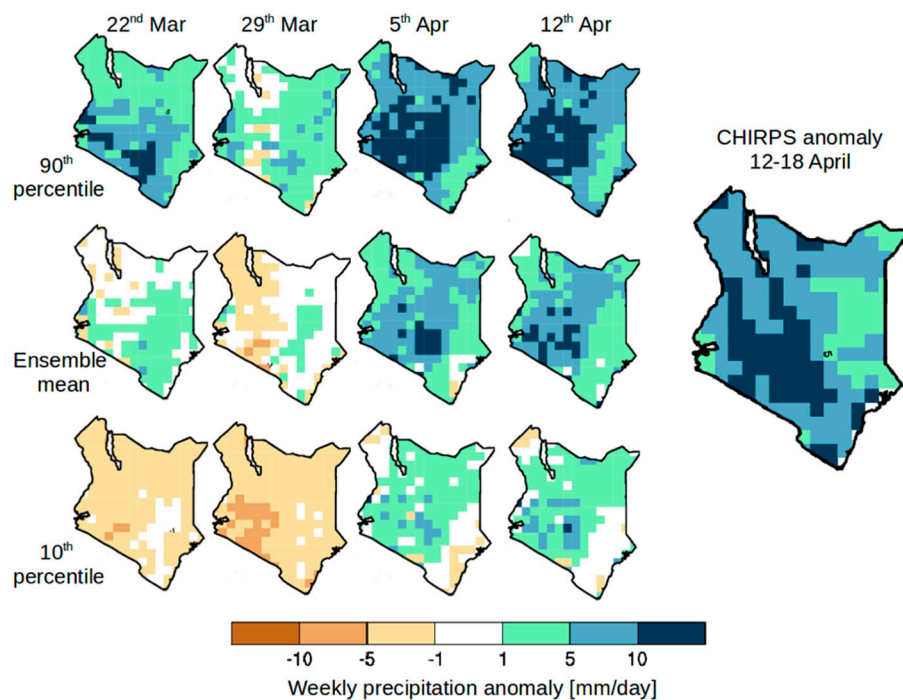 22nd Mar 29th Mar 5th Apr 12th Apr
90th
percentile
CHIRPS anomaly
12-18 April
Ensemble
mean
5
10th
percentile
-10 -5 -1 1 5 10
Weekly precipitation anomaly [mm/day]